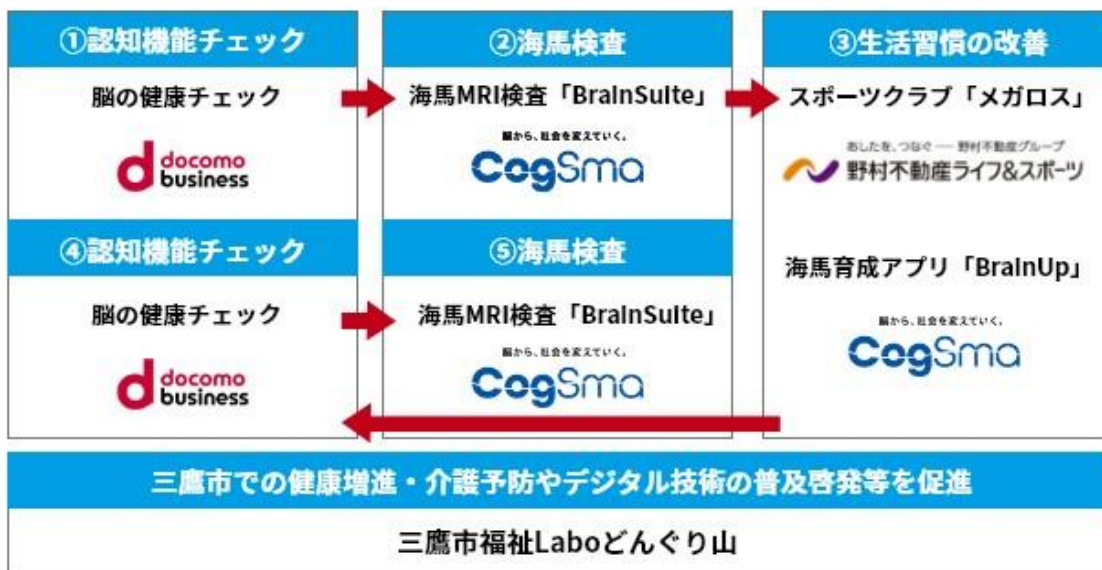 ①認知機能チェック
脳の健康チェック
docomo
business
②海馬検査
海馬MRI検査「BrainSuite」
脳から、社会を変えていく。
CogSma
③生活習慣の改善
スポーツクラブ「メガロス」
あしたを、つなぐ ― 野村不動産グループ
野村不動産ライフ&スポーツ
海馬育成アプリ「BrainUp」
脳から、社会を変えていく。
CogSma
④認知機能チェック
脳の健康チェック
docomo
business
⑤海馬検査
海馬MRI検査「BrainSuite」
脳から、社会を変えていく。
CogSma
三鷹市での健康増進・介護予防やデジタル技術の普及啓発等を促進
三鷹市福祉Laboどんぐり山